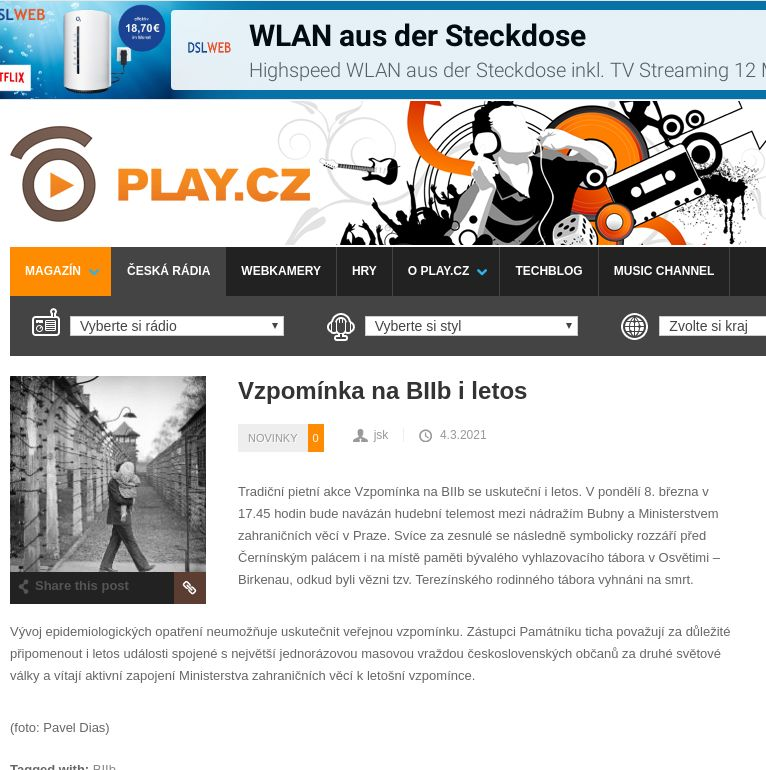 DSLWEB
effektiv
18,70€
im Monat
NETFLIX
DSLWEB
WLAN aus der Steckdose
Highspeed WLAN aus der Steckdose inkl. TV Streaming 12
PLAY.CZ
MAGAZÍN
ČESKÁ RÁDIA
WEBKAMERY
HRY
O PLAY.CZ
TECHBLOG
MUSIC CHANNEL
Vyberte si rádio
Vyberte si styl
Zvolte si kraj
Vzpomínka na BIIb i letos
NOVINKY 0
jsk
4.3.2021
Tradiční pietní akce Vzpomínka na BIIb se uskuteční i letos. V pondělí 8. března v
17.45 hodin bude navázán hudební telemost mezi nádražím Bubny a Ministerstvem
zahraničních věcí v Praze. Svíce za zesnulé se následně symbolicky rozzáří před
Černínským palácem i na místě paměti bývalého vyhlazovacího tábora v Osvětimi –
Birkenau, odkud byli vězni tzv. Terezínského rodinného tábora vyhnáni na smrt.
Share this post
Vývoj epidemiologických opatření neumožňuje uskutečnit veřejnou vzpomínku. Zástupci Památníku ticha považují za důležité
připomenout i letos události spojené s největší jednorázovou masovou vraždou československých občanů za druhé světové
války a vítají aktivní zapojení Ministerstva zahraničních věcí k letošní vzpomínce.
(foto: Pavel Dias)
Tagged with: BIIb